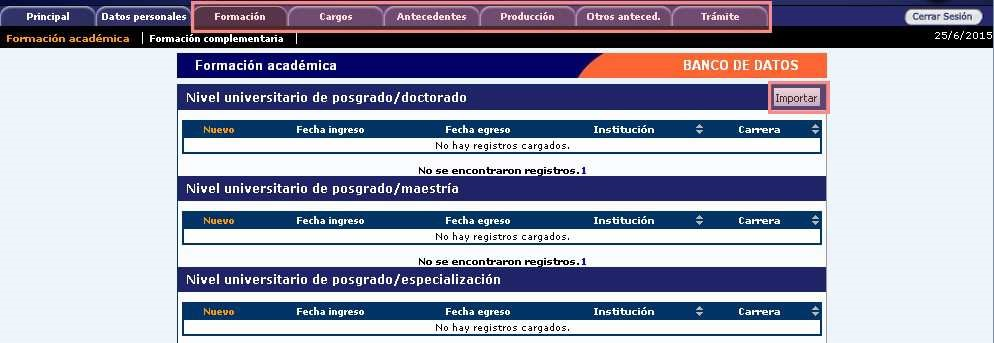 Principal Datos personales Formación Cargos Antecedentes Producción Otros anteced. Trámite Cerrar Sesión
Formación académica Formación complementaria 25/6/2015
Formación académica BANCO DE DATOS
Nivel universitario de posgrado/doctorado Importar
Nuevo Fecha ingreso Fecha egreso Institución Carrera
No hay registros cargados.
No se encontraron registros.1
Nivel universitario de posgrado/maestría
Nuevo Fecha ingreso Fecha egreso Institución Carrera
No hay registros cargados.
No se encontraron registros.1
Nivel universitario de posgrado/especialización
Nuevo Fecha ingreso Fecha egreso Institución Carrera
No hay registros cargados.